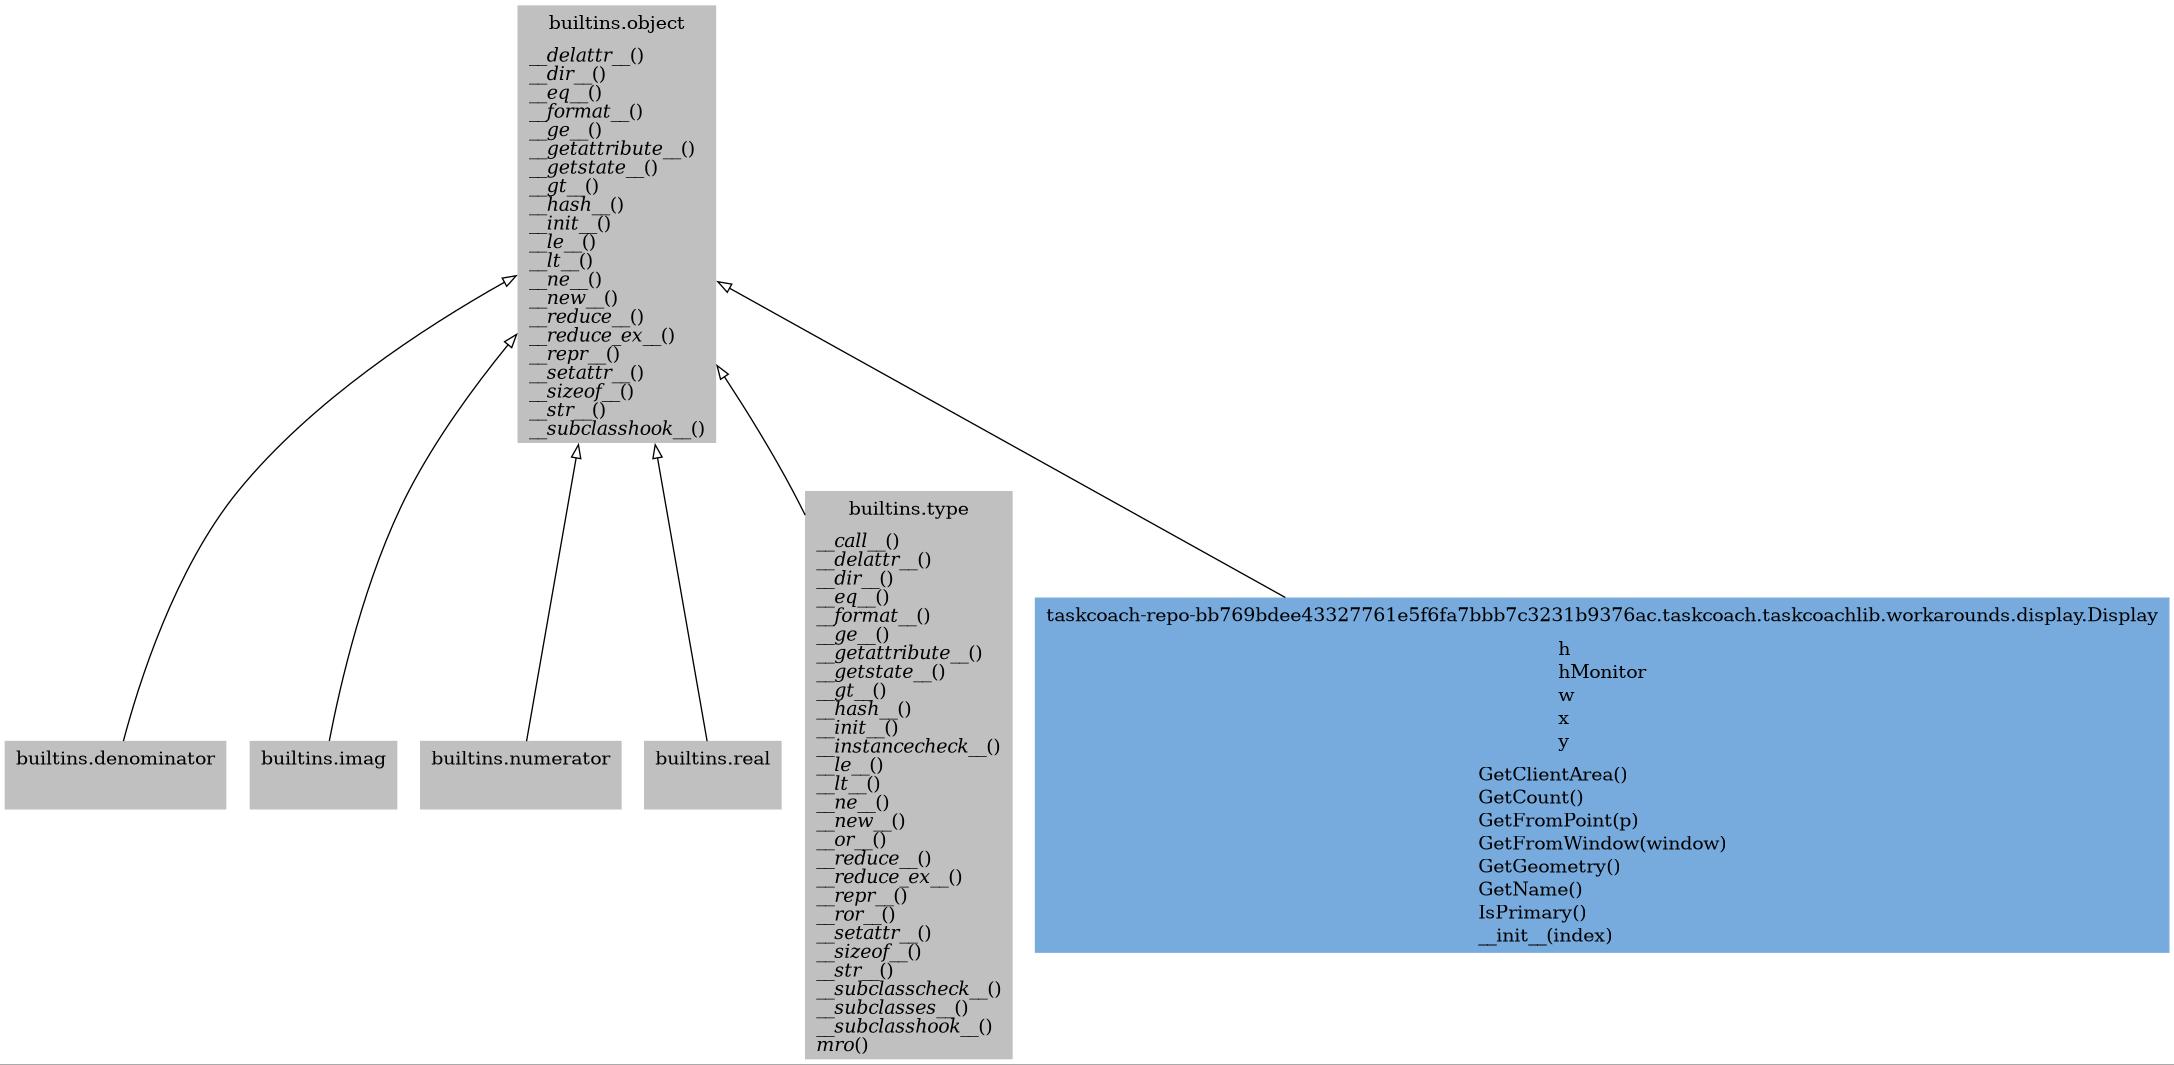 builtins.object
__delattr__()
__dir__()
__eq__()
__format__()
__ge__()
__getattribute__()
__getstate__()
__gt__()
__hash__()
__init__()
__le__()
__lt__()
__ne__()
__new__()
__reduce__()
__reduce_ex__()
__repr__()
__setattr__()
__sizeof__()
__str__()
__subclasshook__()
builtins.denominator
builtins.imag
builtins.numerator
builtins.real
builtins.type
__call__()
__delattr__()
__dir__()
__eq__()
__format__()
__ge__()
__getattribute__()
__getstate__()
__gt__()
__hash__()
__init__()
__instancecheck__()
__le__()
__lt__()
__ne__()
__new__()
__or__()
__reduce__()
__reduce_ex__()
__repr__()
__ror__()
__setattr__()
__sizeof__()
__str__()
__subclasscheck__()
__subclasses__()
__subclasshook__()
mro()
taskcoach-repo-bb769bdee43327761e5f6fa7bbb7c3231b9376ac.taskcoach.taskcoachlib.workarounds.display.Display
h
hMonitor
w
x
y
GetClientArea()
GetCount()
GetFromPoint(p)
GetFromWindow(window)
GetGeometry()
GetName()
IsPrimary()
__init__(index)